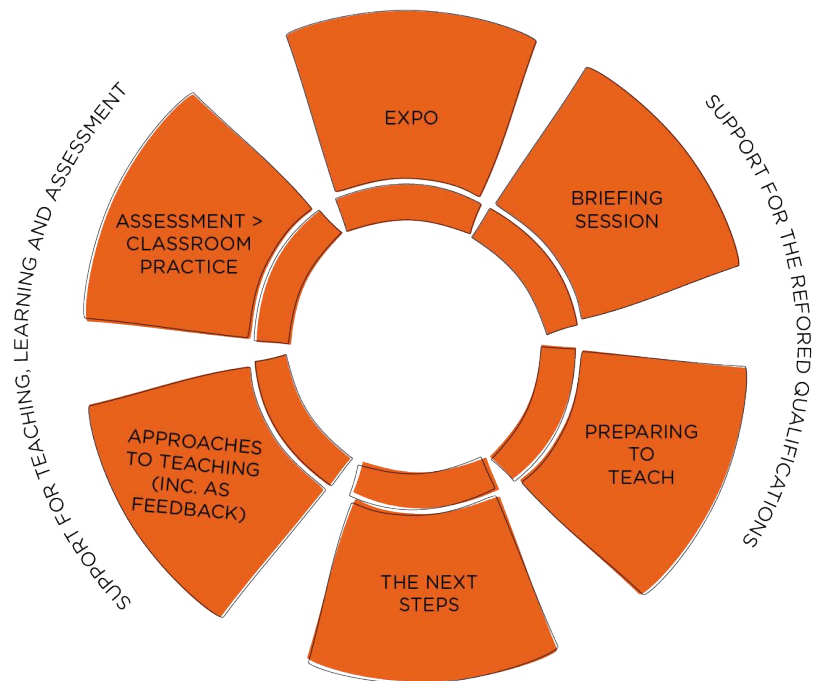 EXPO
BRIEFING
SESSION
PREPARING
TO
TEACH
THE NEXT
STEPS
APPROACHES
TO TEACHING
(INC. AS
FEEDBACK)
ASSESSMENT >
CLASSROOM
PRACTICE
SUPPORT FOR THE REFORED QUALIFICATIONS
SUPPORT FOR TEACHING, LEARNING AND ASSESSMENT